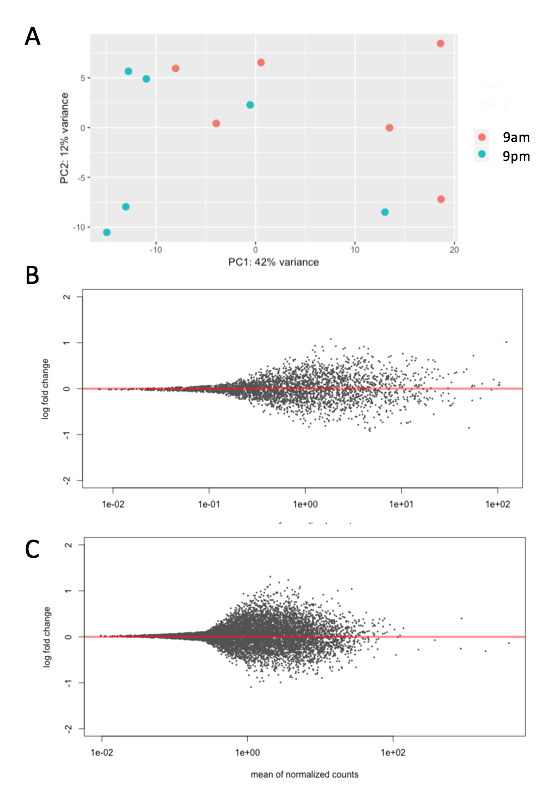 A
5
0
-5
-10
PC2: 12% variance
-10
0
10
20
PC1: 42% variance
9am
9pm
B
2
1
0
-1
-2
log fold change
1e-02
1e-01
1e+00
1e+01
1e+02
C
2
1
0
-1
-2
log fold change
1e-02
1e+00
1e+02
mean of normalized counts